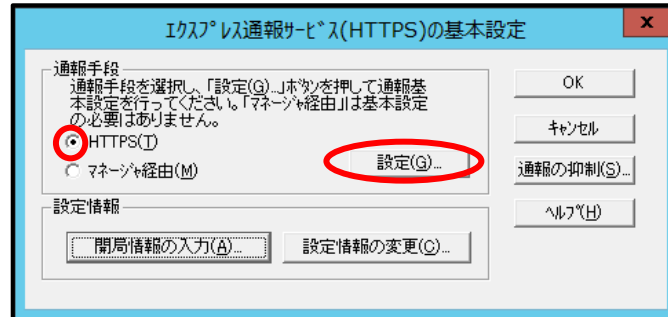 ｴｸｽﾌﾟﾚｽ通報ｻｰﾋﾞｽ(HTTPS)の基本設定
x
通報手段
通報手段を選択し、「設定(G)...」ﾎﾞﾀﾝを押して通報基
本設定を行ってください。「ﾏﾈｰｼﾞｬ経由」は基本設定
の必要はありません。
HTTPS(T)
ﾏﾈｰｼﾞｬ経由(M)
設定(G)...
設定情報
開局情報の入力(A)...
設定情報の変更(C)...
OK
ｷｬﾝｾﾙ
通報の抑制(S)...
ﾍﾙﾌﾟ(H)